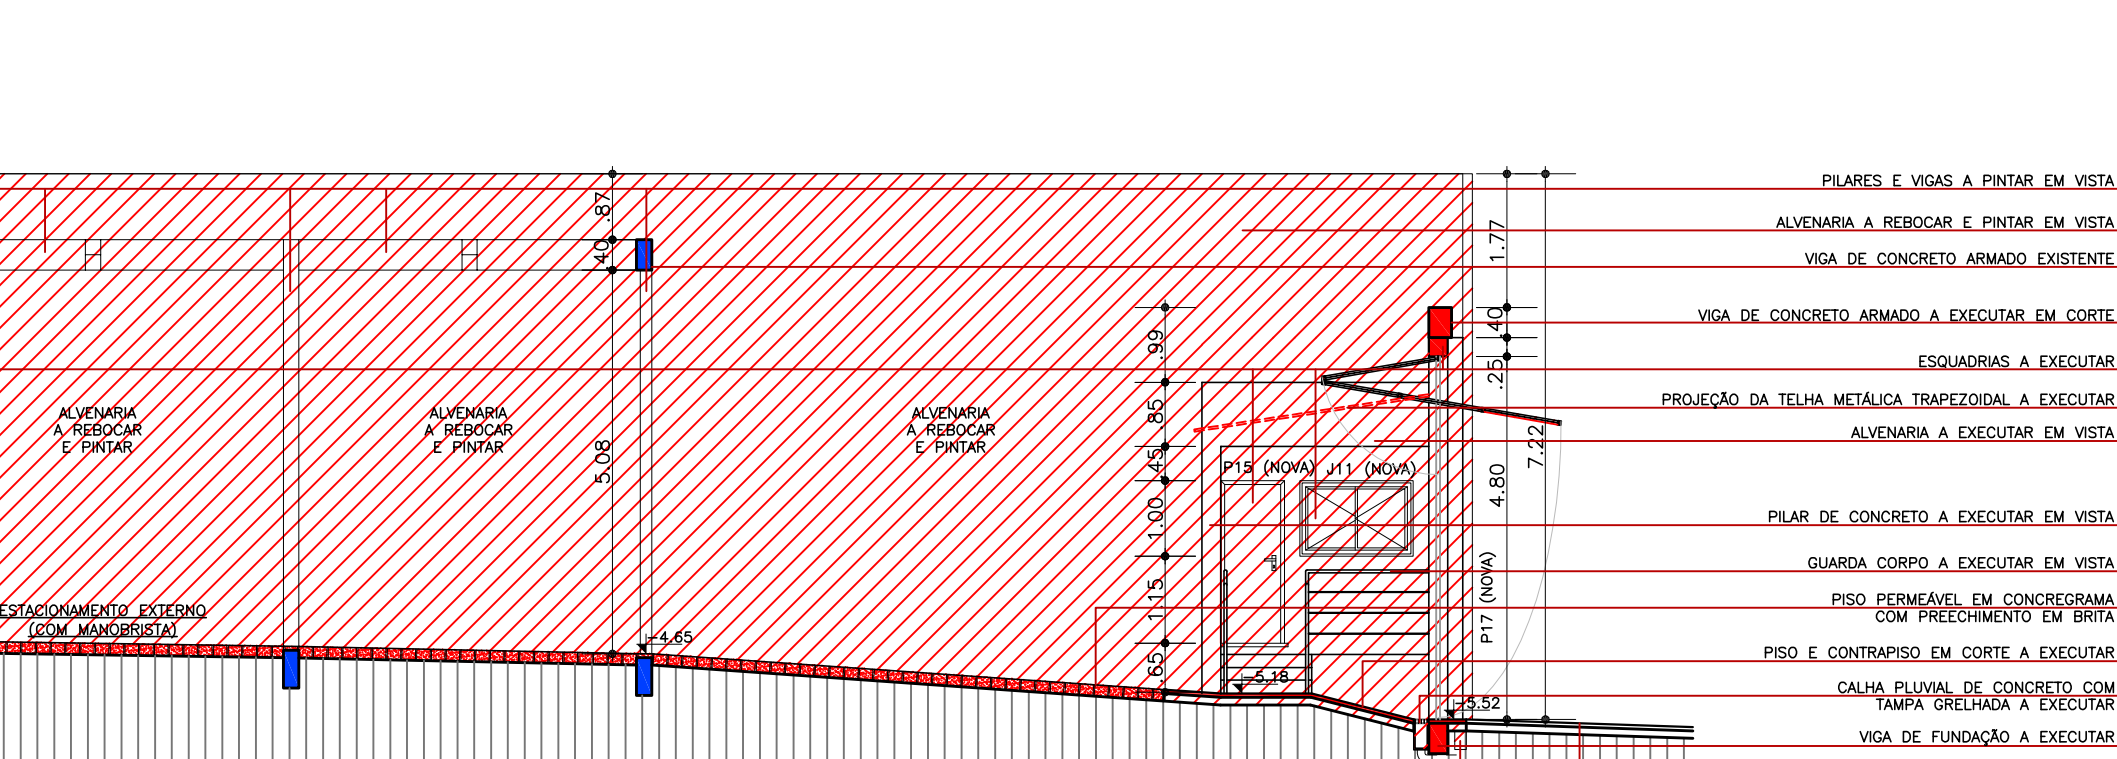 PILARES E VIGAS A PINTAR EM VISTA
.87
ALVENARIA A REBOCAR E PINTAR EM VISTA
1.77
.40
VIGA DE CONCRETO ARMADO EXISTENTE
VIGA DE CONCRETO ARMADO A EXECUTAR EM CORTE
.40
.99
ESQUADRIAS A EXECUTAR
.25
PROJEÇÃO DA TELHA METÁLICA TRAPEZOIDAL A EXECUTAR
ALVENARIA
A REBOCAR
E PINTAR
ALVENARIA
A REBOCAR
E PINTAR
ALVENARIA
A REBOCAR
E PINTAR
.85
ALVENARIA A EXECUTAR EM VISTA
7.22
5.08
.45
P15 (NOVA)
J11 (NOVA)
4.80
1.00
PILAR DE CONCRETO A EXECUTAR EM VISTA
GUARDA CORPO A EXECUTAR EM VISTA
P17 (NOVA)
1.15
PISO PERMEÁVEL EM CONCREGRAMA
COM PREECHIMENTO EM BRITA
ESTACIONAMENTO EXTERNO
(COM MANOBRISTA)
-4.65
PISO E CONTRAPISO EM CORTE A EXECUTAR
.65
-5.18
CALHA PLUVIAL DE CONCRETO COM
TAMPA GRELHADA A EXECUTAR
-5.52
VIGA DE FUNDAÇÃO A EXECUTAR